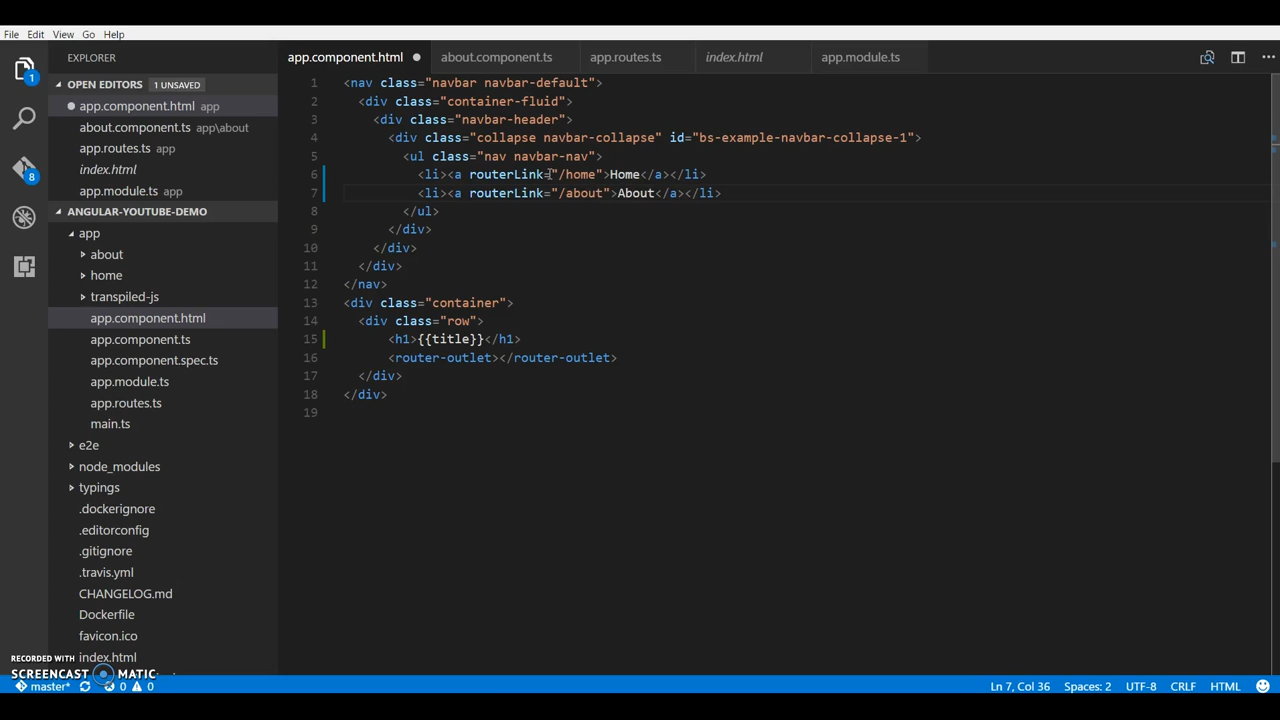 File Edit View Go Help
EXPLORER
OPEN EDITORS 1 UNSAVED
app.component.html app
about.component.ts app\about
app.routes.ts app
index.html
ANGULAR-YOUTUBE-DEMO
app
about
home
transpiled-js
app.component.html
app.component.ts
app.component.spec.ts
app.module.ts
app.routes.ts
main.ts
e2e
node_modules
typings
.dockerignore
.editorconfig
.gitignore
.travis.yml
CHANGELOG.md
Dockerfile
favicon.ico
index.html
1
8
app.component.html about.component.ts app.routes.ts index.html app.module.ts
1 <nav class="navbar navbar-default">
2 <div class="container-fluid">
3 <div class="navbar-header">
4 <div class="collapse navbar-collapse" id="bs-example-navbar-collapse-1">
5 <ul class="nav navbar-nav">
6 <li><a routerLink="/home">Home</a></li>
7 <li><a routerLink="/about">About</a></li>
8 </ul>
9 </div>
10 </div>
11 </div>
12 </nav>
13 <div class="container">
14 <div class="row">
15 <h1>{{title}}</h1>
16 <router-outlet></router-outlet>
17 </div>
18 </div>
19
RECORDED WITH
SCREENCAST MATIC
master* 0 0 Ln 7, Col 36 Spaces: 2 UTF-8 CRLF HTML